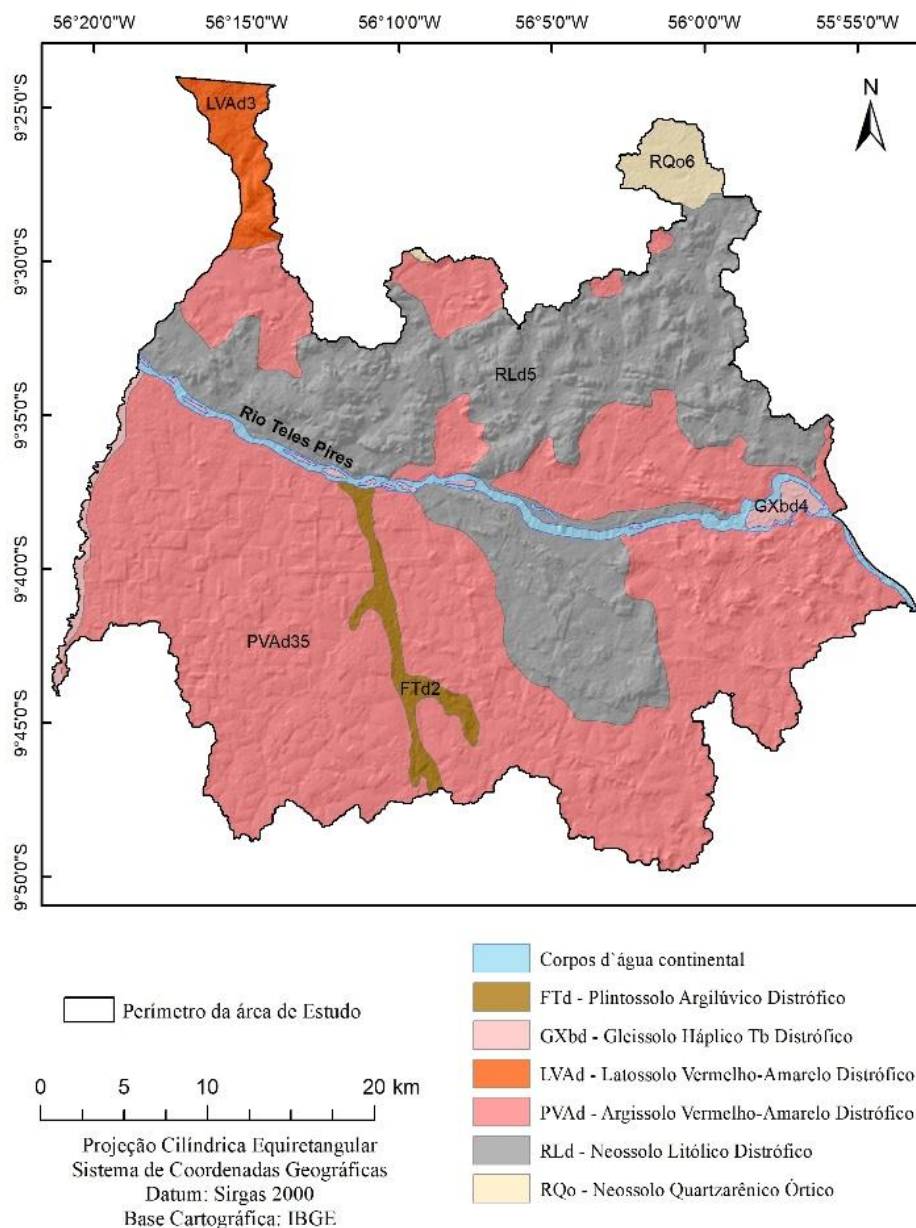 56°20'0"W 56°15'0"W 56°10'0"W 56°5'0"W 56°0'0"W 55°55'0"W
N
9°25'0"S
LVAd3
RQo6
9°30'0"S
RLd5
9°35'0"S
Rio Teles Pires
GXbd4
9°40'0"S
PVAd35
FTd2
9°45'0"S
9°50'0"S
Corpos d`água continental
FTd - Plintossolo Argilúvico Distrófico
Perímetro da área de Estudo
GXbd - Gleissolo Háplico Tb Distrófico
LVAd - Latossolo Vermelho-Amarelo Distrófico
0 5 10 20 km
PVAd - Argissolo Vermelho-Amarelo Distrófico
Projeção Cilíndrica Equiretangular
RLd - Neossolo Litólico Distrófico
Sistema de Coordenadas Geográficas
Datum: Sirgas 2000
RQo - Neossolo Quartzarênico Órtico
Base Cartográfica: IBGE